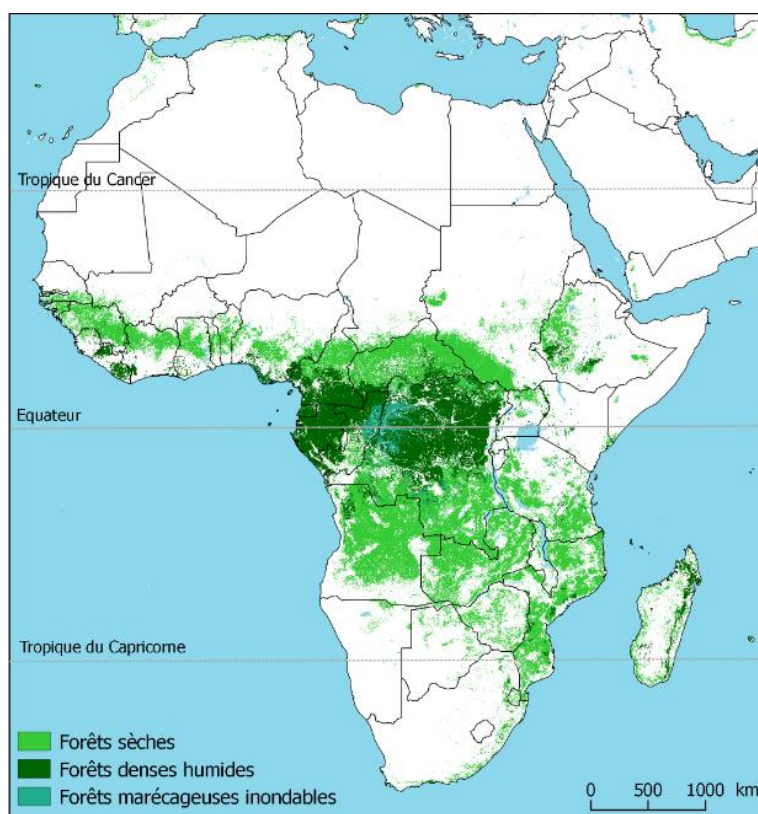 Tropique du Cancer
Equateur
Tropique du Capricorne
Forêts sèches
Forêts denses humides
Forêts marécageuses inondables
0 500 1000 km